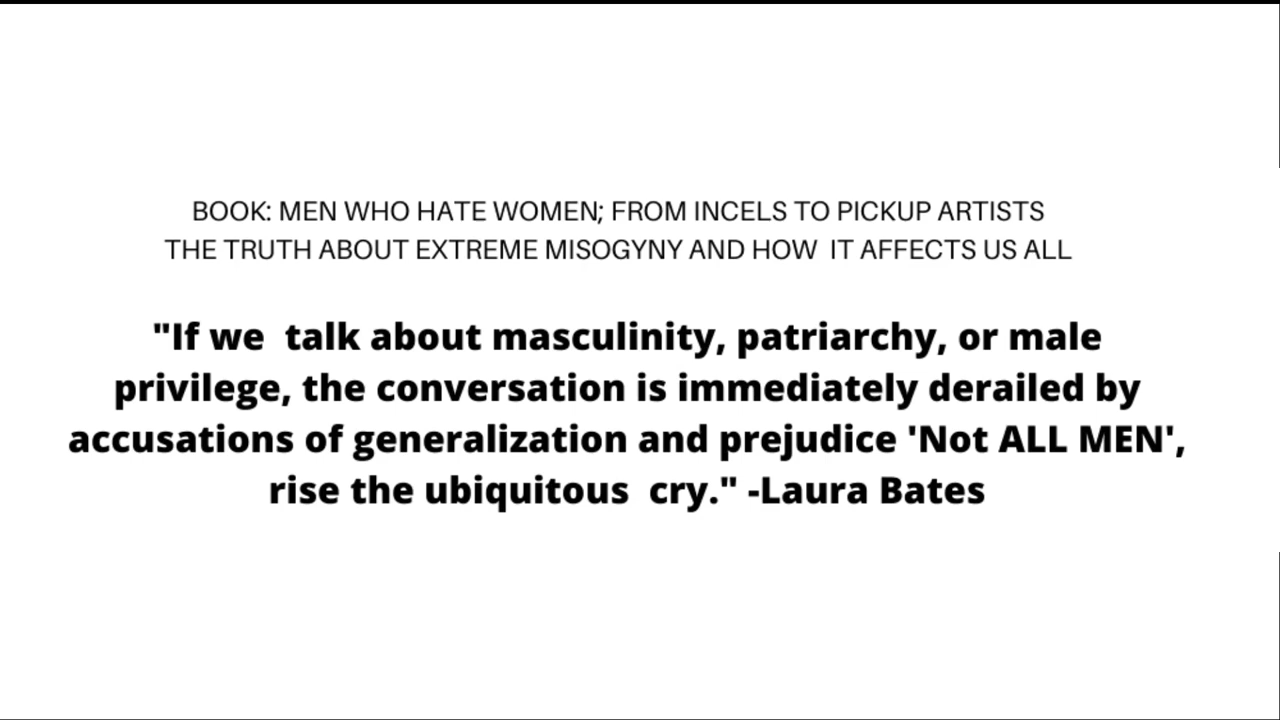 BOOK: MEN WHO HATE WOMEN; FROM INCELS TO PICKUP ARTISTS
THE TRUTH ABOUT EXTREME MISOGYNY AND HOW IT AFFECTS US ALL
"If we talk about masculinity, patriarchy, or male
privilege, the conversation is immediately derailed by
accusations of generalization and prejudice 'Not ALL MEN',
rise the ubiquitous cry." -Laura Bates